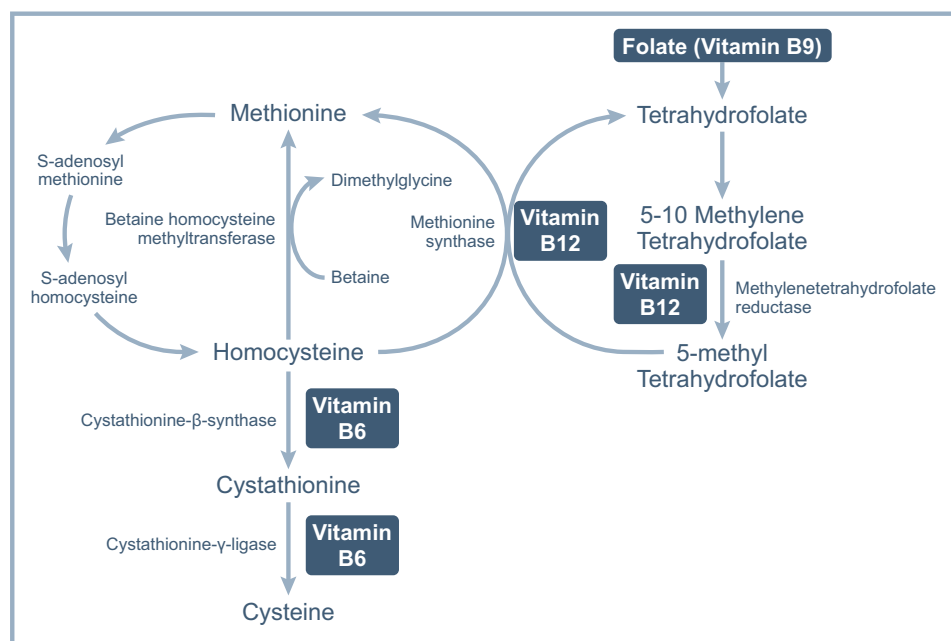 Folate (Vitamin B9)
Methionine
Tetrahydrofolate
S-adenosyl
methionine
Dimethylglycine
Betaine homocysteine
methyltransferase
Methionine
synthase
Vitamin
B12
5-10 Methylene
Tetrahydrofolate
S-adenosyl
homocysteine
Betaine
Vitamin
B12
Methylenetetrahydrofolate
reductase
Homocysteine
5-methyl
Tetrahydrofolate
Cystathionine-β-synthase
Vitamin
B6
Cystathionine
Cystathionine-γ-ligase
Vitamin
B6
Cysteine